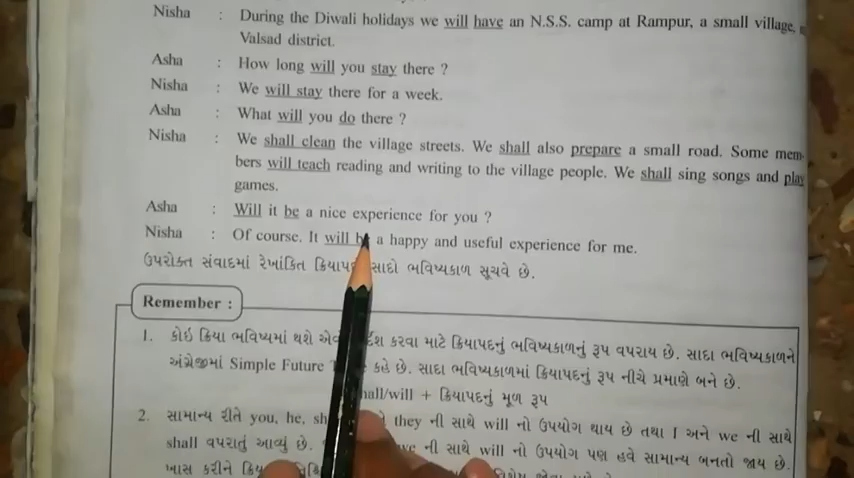 Nisha : During the Diwali holidays we will have an N.S.S. camp at Rampur, a small village,
Valsad district.
Asha : How long will you stay there ?
Nisha : We will stay there for a week.
Asha : What will you do there ?
Nisha : We shall clean the village streets. We shall also prepare a small road. Some mem-
bers will teach reading and writing to the village people. We shall sing songs and play
games.
Asha : Will it be a nice experience for you ?
Nisha : Of course. It will be a happy and useful experience for me.
ઉપરોક્ત સંવાદમાં રેખાંકિત ક્રિયાપદ સાદો ભવિષ્યકાળ સૂચવે છે.
Remember :
1. કોઇ ક્રિયા ભવિષ્યમાં થશે કરવા માટે ક્રિયાપદનું ભવિષ્યકાળનું રૂપ વપરાય છે. સાદા ભવિષ્યકાળને
અંગ્રેજીમાં Simple Future કહે છે. સાદા ભવિષ્યકાળમાં ક્રિયાપદનું રૂપ નીચે પ્રમાણે બને છે.
shall/will + ક્રિયાપદનું મૂળ રૂપ
2. સામાન્ય રીતે you, he, they ની સાથે will નો ઉપયોગ થાય છે તથા I અને we ની સાથે
shall વપરાતું આવ્યું છે. we ની સાથે will નો ઉપયોગ પણ હવે સામાન્ય બનતો જાય છે.
ખાસ કરીને